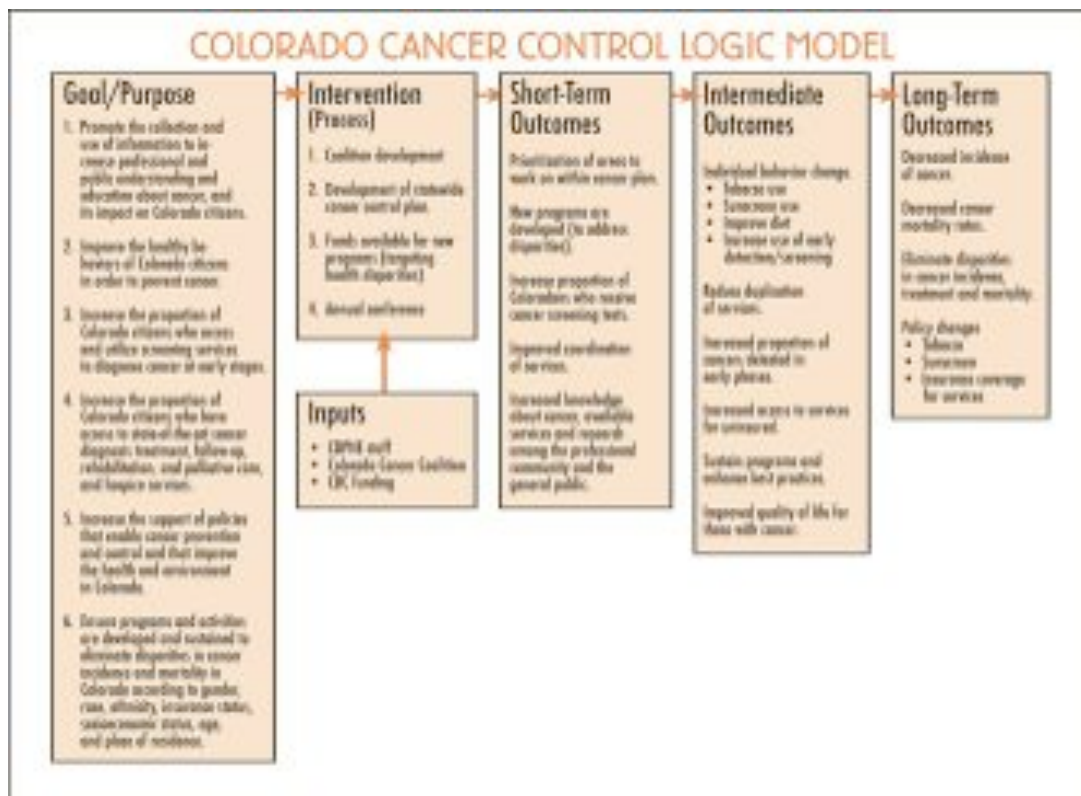 COLORADO CANCER CONTROL LOGIC MODEL
Goal/Purpose
1. Promote the collection and
use of information to in-
crease professional and
public understanding and
education about cancer, and
its impact on Colorado citizens.
2. Improve the healthy be-
haviors of Colorado citizens
in order to prevent cancer.
3. Increase the proportion of
Colorado citizens who access
and utilize screening services
to diagnose cancer at early stages.
4. Increase the proportion of
Colorado citizens who have
access to state-of-the-art cancer
diagnosis treatment, follow-up,
rehabilitation, and palliative care,
and hospice services.
5. Increase the support of policies
that enable cancer prevention
and control and that improve
the health and environment
in Colorado.
6. Ensure programs and activities
are developed and sustained to
eliminate disparities in cancer
incidence and mortality in
Colorado according to gender,
race, ethnicity, insurance status,
socioeconomic status, age,
and place of residence.
Intervention
(Process)
1. Coalition development
2. Development of statewide
cancer control plan
3. Funds available for new
programs (targeting
health disparities)
4. Annual conference
Inputs
• CDPHE staff
• Colorado Cancer Coalition
• CDC Funding
Short-Term
Outcomes
Prioritization of areas to
work on within cancer plan.
New programs are
developed (to address
disparities).
Increase proportion of
Coloradans who receive
cancer screening tests.
Improved coordination
of services.
Increased knowledge
about cancer, available
services and research
among the professional
community and the
general public.
Intermediate
Outcomes
Individual behavior change
• Tobacco use
• Sunscreen use
• Improve diet
• Increase use of early
detection/screening
Reduce duplication
of services.
Increased proportion of
cancers detected in
early phases.
Increased access to services
for uninsured.
Sustain programs and
enhance best practices.
Improved quality of life for
those with cancer.
Long-Term
Outcomes
Decreased incidence
of cancer.
Decreased cancer
mortality rates.
Eliminate disparities
in cancer incidence,
treatment and mortality.
Policy changes
• Tobacco
• Sunscreen
• Insurance coverage
for services